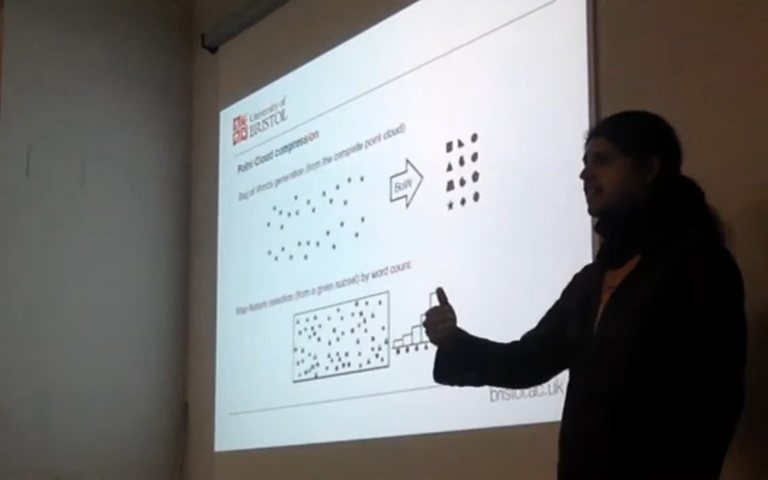 University of
BRISTOL
Point Cloud compression
Bag of Words generation (from the complete point cloud)
BoW
Map-feature selection (from a given subset) by word count
bristol.ac.uk